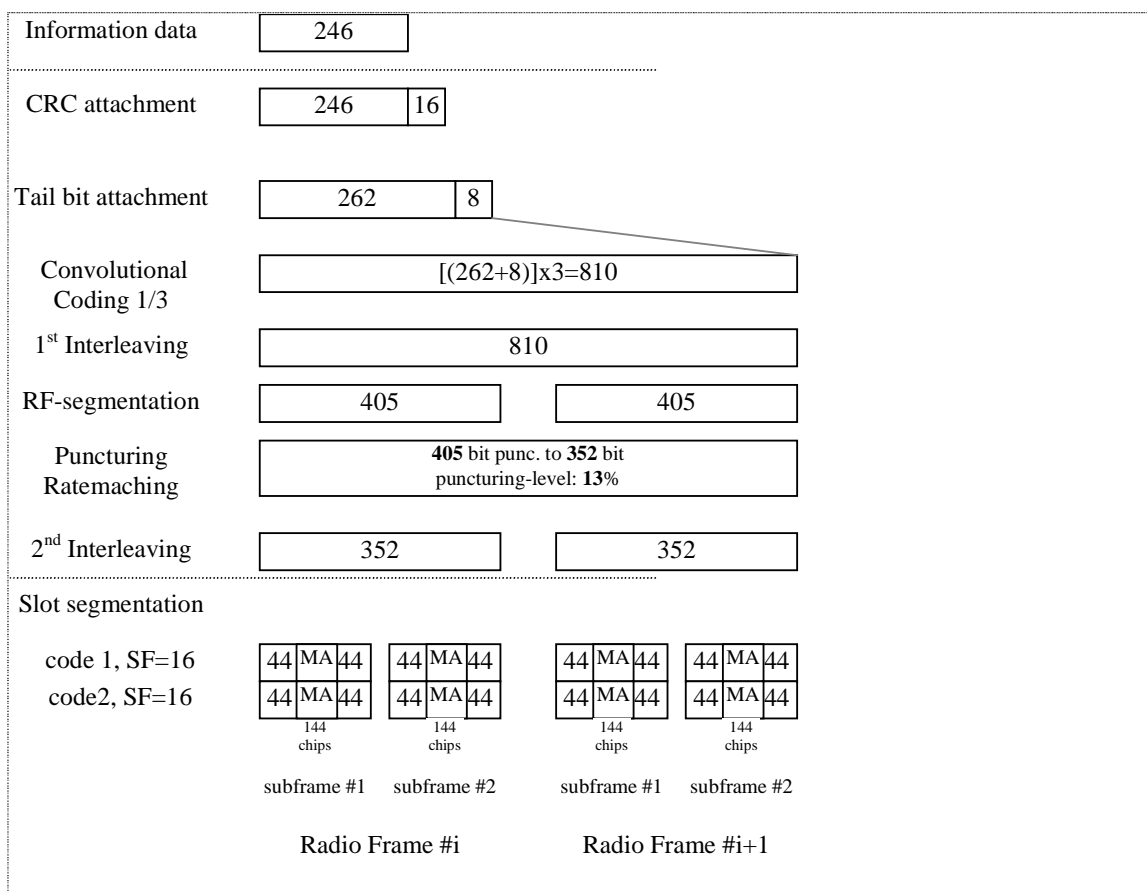 Information data
246
CRC attachment
246 16
Tail bit attachment
262 8
Convolutional
Coding 1/3
[(262+8)]x3=810
1st Interleaving
810
RF-segmentation
405 405
Puncturing
Ratemaching
405 bit punc. to 352 bit
puncturing-level: 13%
2nd Interleaving
352 352
Slot segmentation
code 1, SF=16
44 MA 44 44 MA 44 44 MA 44 44 MA 44
code2, SF=16
44 MA 44 44 MA 44 44 MA 44 44 MA 44
144 144 144 144
chips chips chips chips
subframe #1 subframe #2 subframe #1 subframe #2
Radio Frame #i Radio Frame #i+1